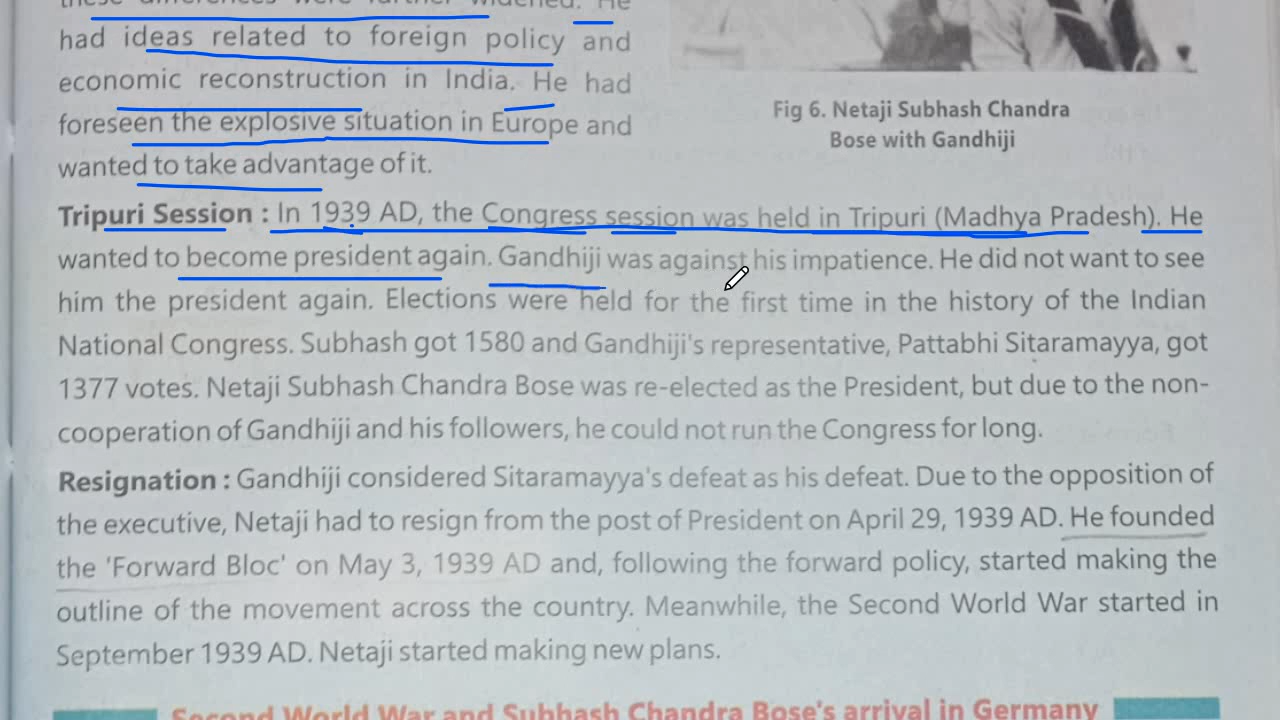 these differences were further widened. He
had ideas related to foreign policy and
economic reconstruction in India. He had
foreseen the explosive situation in Europe and
wanted to take advantage of it.
Fig 6. Netaji Subhash Chandra
Bose with Gandhiji
Tripuri Session : In 1939 AD, the Congress session was held in Tripuri (Madhya Pradesh). He
wanted to become president again. Gandhiji was against his impatience. He did not want to see
him the president again. Elections were held for the first time in the history of the Indian
National Congress. Subhash got 1580 and Gandhiji's representative, Pattabhi Sitaramayya, got
1377 votes. Netaji Subhash Chandra Bose was re-elected as the President, but due to the non-
cooperation of Gandhiji and his followers, he could not run the Congress for long.
Resignation : Gandhiji considered Sitaramayya's defeat as his defeat. Due to the opposition of
the executive, Netaji had to resign from the post of President on April 29, 1939 AD. He founded
the 'Forward Bloc' on May 3, 1939 AD and, following the forward policy, started making the
outline of the movement across the country. Meanwhile, the Second World War started in
September 1939 AD. Netaji started making new plans.
Second World War and Subhash Chandra Bose's arrival in Germany